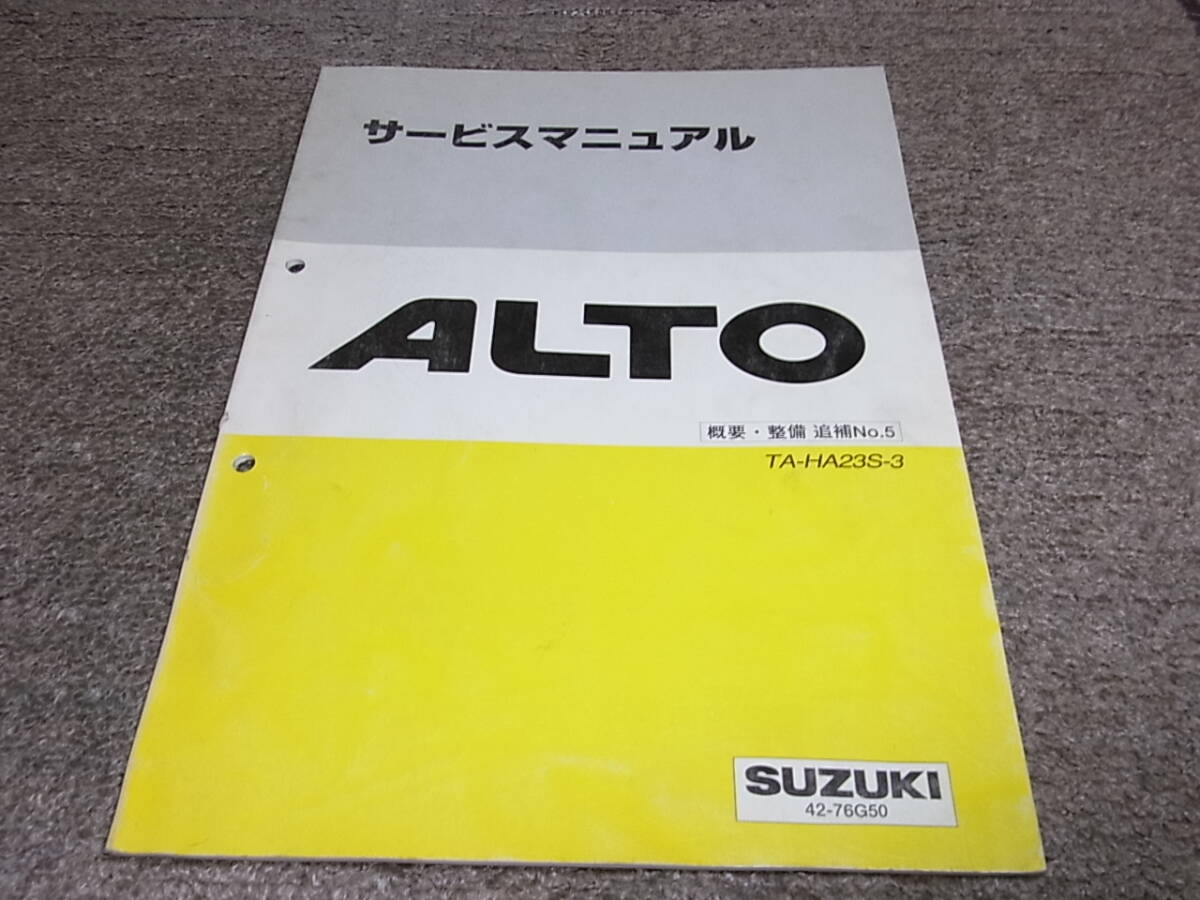 サービスマニュアル
ALTO
概要・整備 追補No.5
TA-HA23S-3
SUZUKI
42-76G50